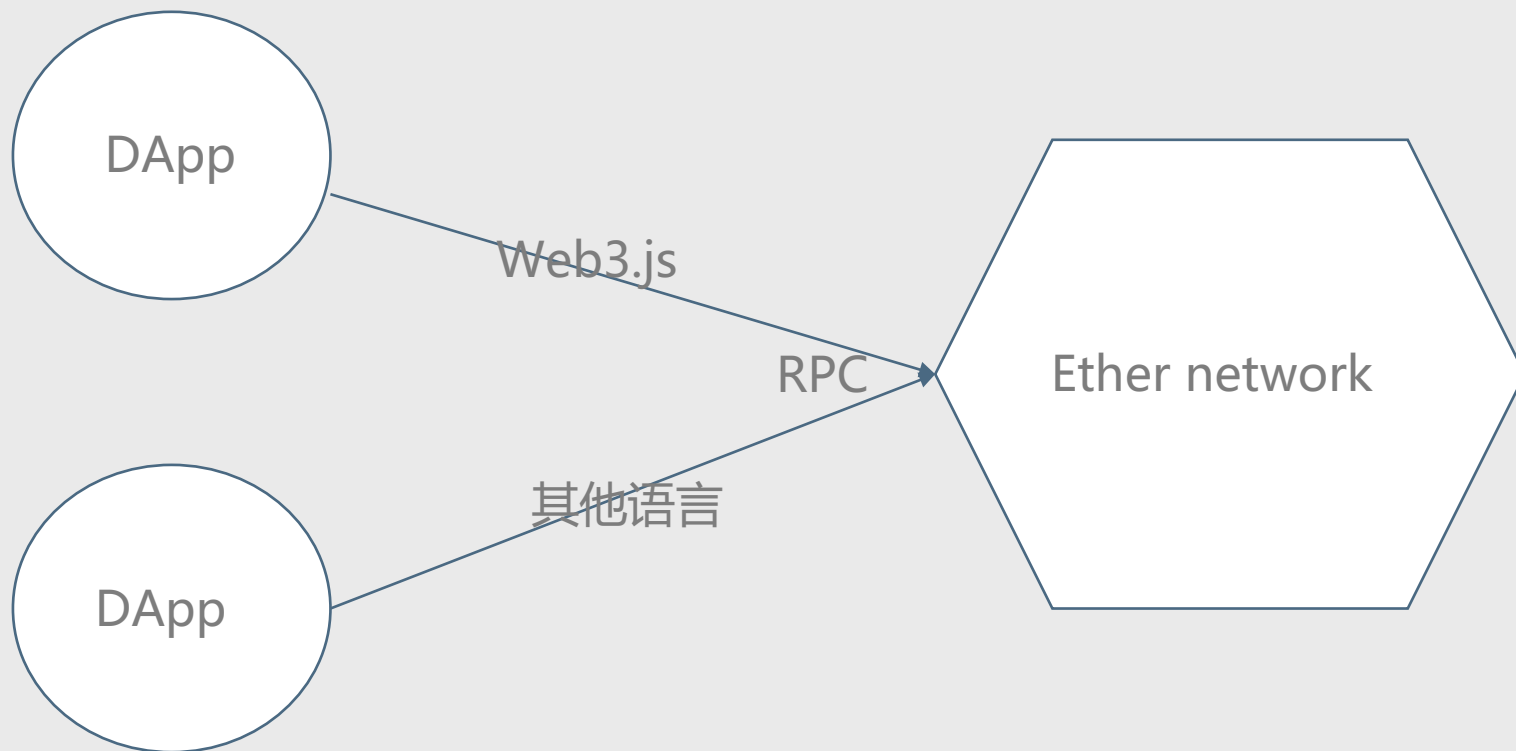 DApp
Web3.js
RPC
Ether network
其他语言
DApp